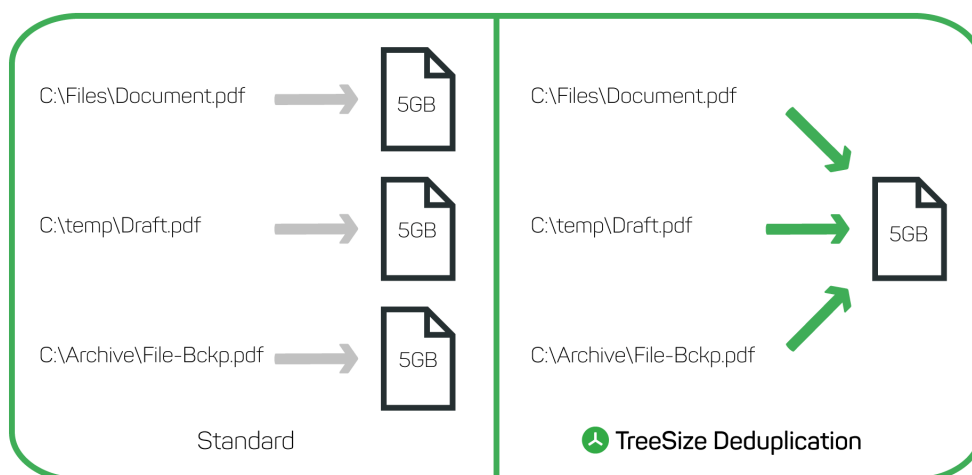 C:\Files\Document.pdf
5GB
C:\temp\Draft.pdf
5GB
C:\Archive\File-Bckp.pdf
5GB
Standard
C:\Files\Document.pdf
C:\temp\Draft.pdf
5GB
C:\Archive\File-Bckp.pdf
TreeSize Deduplication